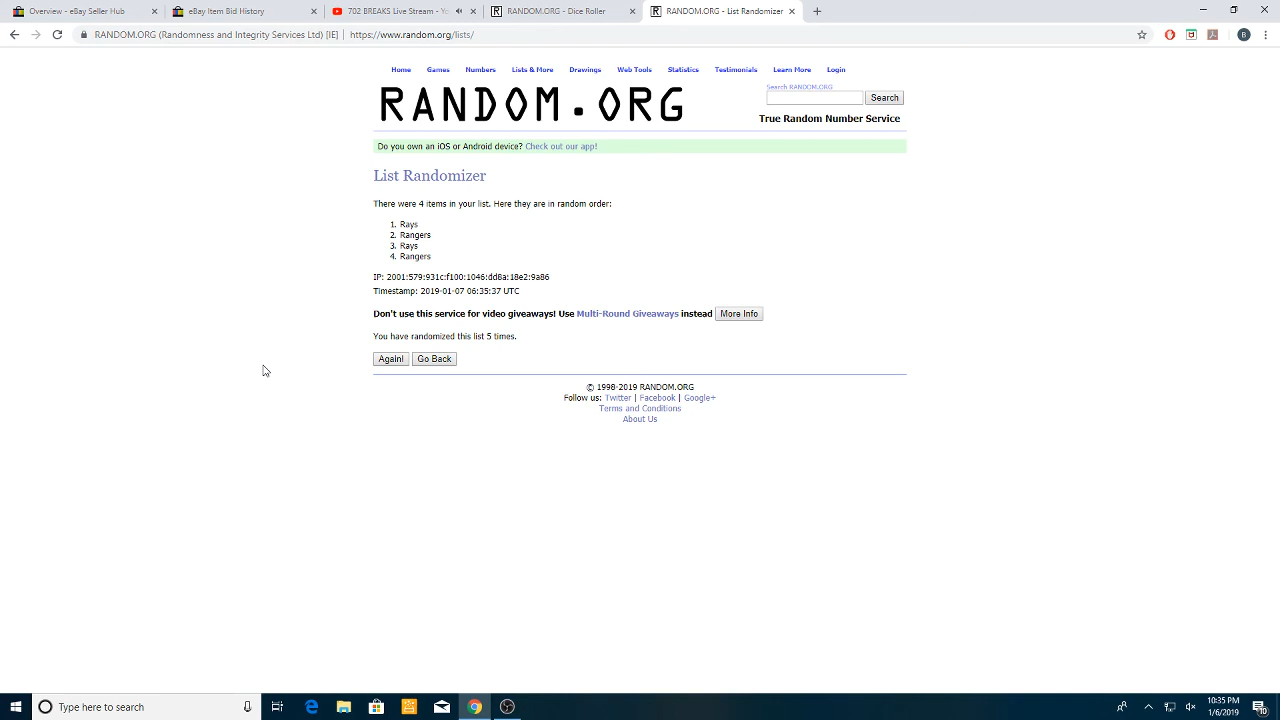 Overview - eBay Seller Hub
eBay Item Bid History
702 BREAKS Live Stream - Yo
RANDOM.ORG - Dice Roller
RANDOM.ORG - List Randomizer
RANDOM.ORG (Randomness and Integrity Services Ltd) [IE] | https://www.random.org/lists/
B
Home Games Numbers Lists & More Drawings Web Tools Statistics Testimonials Learn More Login
RANDOM.ORG
Search RANDOM.ORG
Search
True Random Number Service
Do you own an iOS or Android device? Check out our app!
List Randomizer
There were 4 items in your list. Here they are in random order:
1. Rays
2. Rangers
3. Rays
4. Rangers
IP: 2001:579:931c:f100:1046:dd8a:18e2:9a86
Timestamp: 2019-01-07 06:35:37 UTC
Don't use this service for video giveaways! Use Multi-Round Giveaways instead More Info
You have randomized this list 5 times.
Again! Go Back
© 1998-2019 RANDOM.ORG
Follow us: Twitter | Facebook | Google+
Terms and Conditions
About Us
Type here to search
10:35 PM
1/6/2019